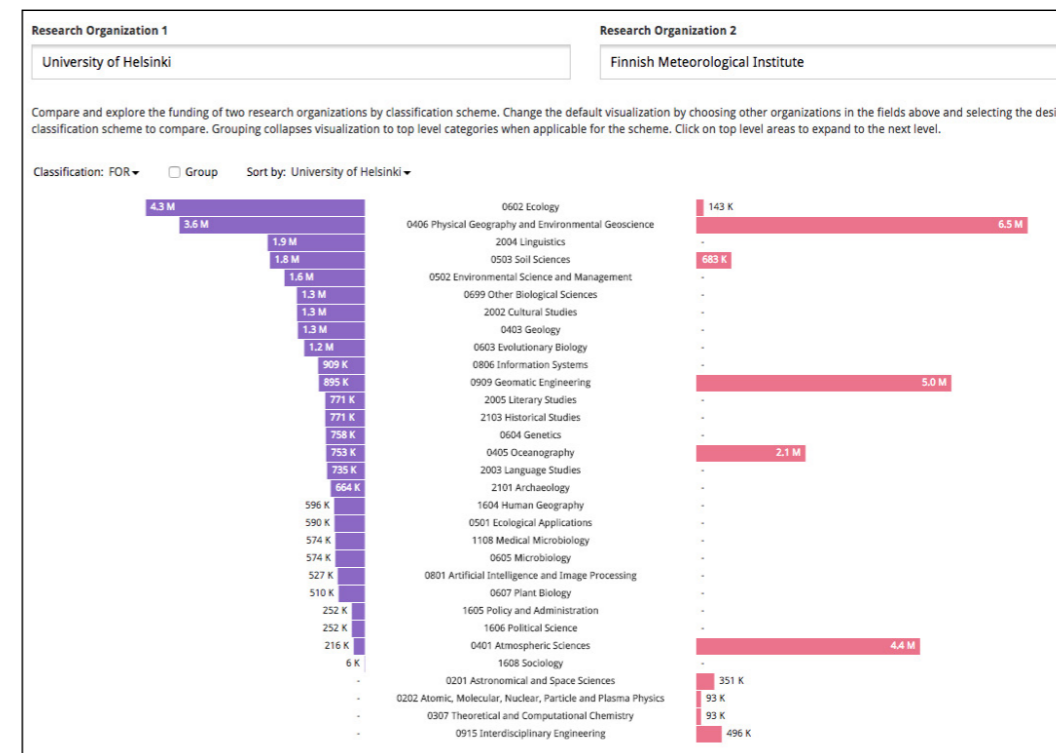 Research Organization 1 Research Organization 2
University of Helsinki Finnish Meteorological Institute
Compare and explore the funding of two research organizations by classification scheme. Change the default visualization by choosing other organizations in the fields above and selecting the
classification scheme to compare. Grouping collapses visualization to top level categories when applicable for the scheme. Click on top level areas to expand to the next level.
Classification: FOR Group Sort by: University of Helsinki
4.3 M 0602 Ecology 143 K
3.6 M 0406 Physical Geography and Environmental Geoscience 6.5 M
1.9 M 2004 Linguistics -
1.8 M 0503 Soil Sciences 683 K
1.6 M 0502 Environmental Science and Management -
1.3 M 0699 Other Biological Sciences -
1.3 M 2002 Cultural Studies -
1.3 M 0403 Geology -
1.2 M 0603 Evolutionary Biology -
909 K 0806 Information Systems -
895 K 0909 Geomatic Engineering 5.0 M
771 K 2005 Literary Studies -
771 K 2103 Historical Studies -
758 K 0604 Genetics -
753 K 0405 Oceanography 2.1 M
735 K 2003 Language Studies -
664 K 2101 Archaeology -
596 K 1604 Human Geography -
590 K 0501 Ecological Applications -
574 K 1108 Medical Microbiology -
574 K 0605 Microbiology -
527 K 0801 Artificial Intelligence and Image Processing -
510 K 0607 Plant Biology -
252 K 1605 Policy and Administration -
252 K 1606 Political Science -
216 K 0401 Atmospheric Sciences 4.4 M
6 K 1608 Sociology -
- 0201 Astronomical and Space Sciences 351 K
- 0202 Atomic, Molecular, Nuclear, Particle and Plasma Physics 93 K
- 0307 Theoretical and Computational Chemistry 93 K
- 0915 Interdisciplinary Engineering 496 K